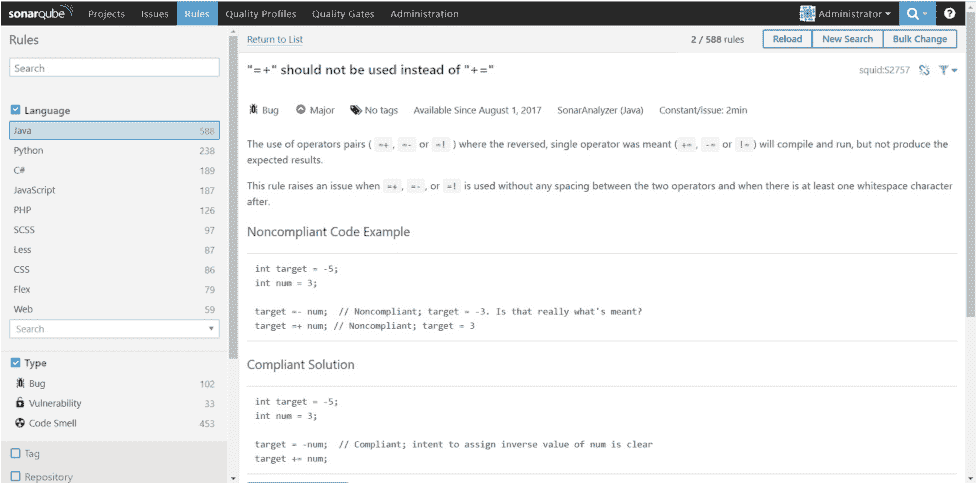 sonarqube Projects Issues Rules Quality Profiles Quality Gates Administration Administrator ?
Rules
Search
Language
Java 588
Python 238
C# 189
JavaScript 187
PHP 126
SCSS 97
Less 87
CSS 86
Flex 79
Web 59
Search
Type
Bug 102
Vulnerability 33
Code Smell 453
Tag
Repository
Return to List 2 / 588 rules Reload New Search Bulk Change
"=+" should not be used instead of "+=" squid:S2757
Bug Major No tags Available Since August 1, 2017 SonarAnalyzer (Java) Constant/issue: 2min
The use of operators pairs ( =+ , =- or =! ) where the reversed, single operator was meant ( += , -= or != ) will compile and run, but not produce the
expected results.
This rule raises an issue when =+ , =- , or =! is used without any spacing between the two operators and when there is at least one whitespace character
after.
Noncompliant Code Example
int target = -5;
int num = 3;
target =- num;  // Noncompliant; target = -3. Is that really what's meant?
target =+ num; // Noncompliant; target = 3
Compliant Solution
int target = -5;
int num = 3;
target = -num;  // Compliant; intent to assign inverse value of num is clear
target += num;